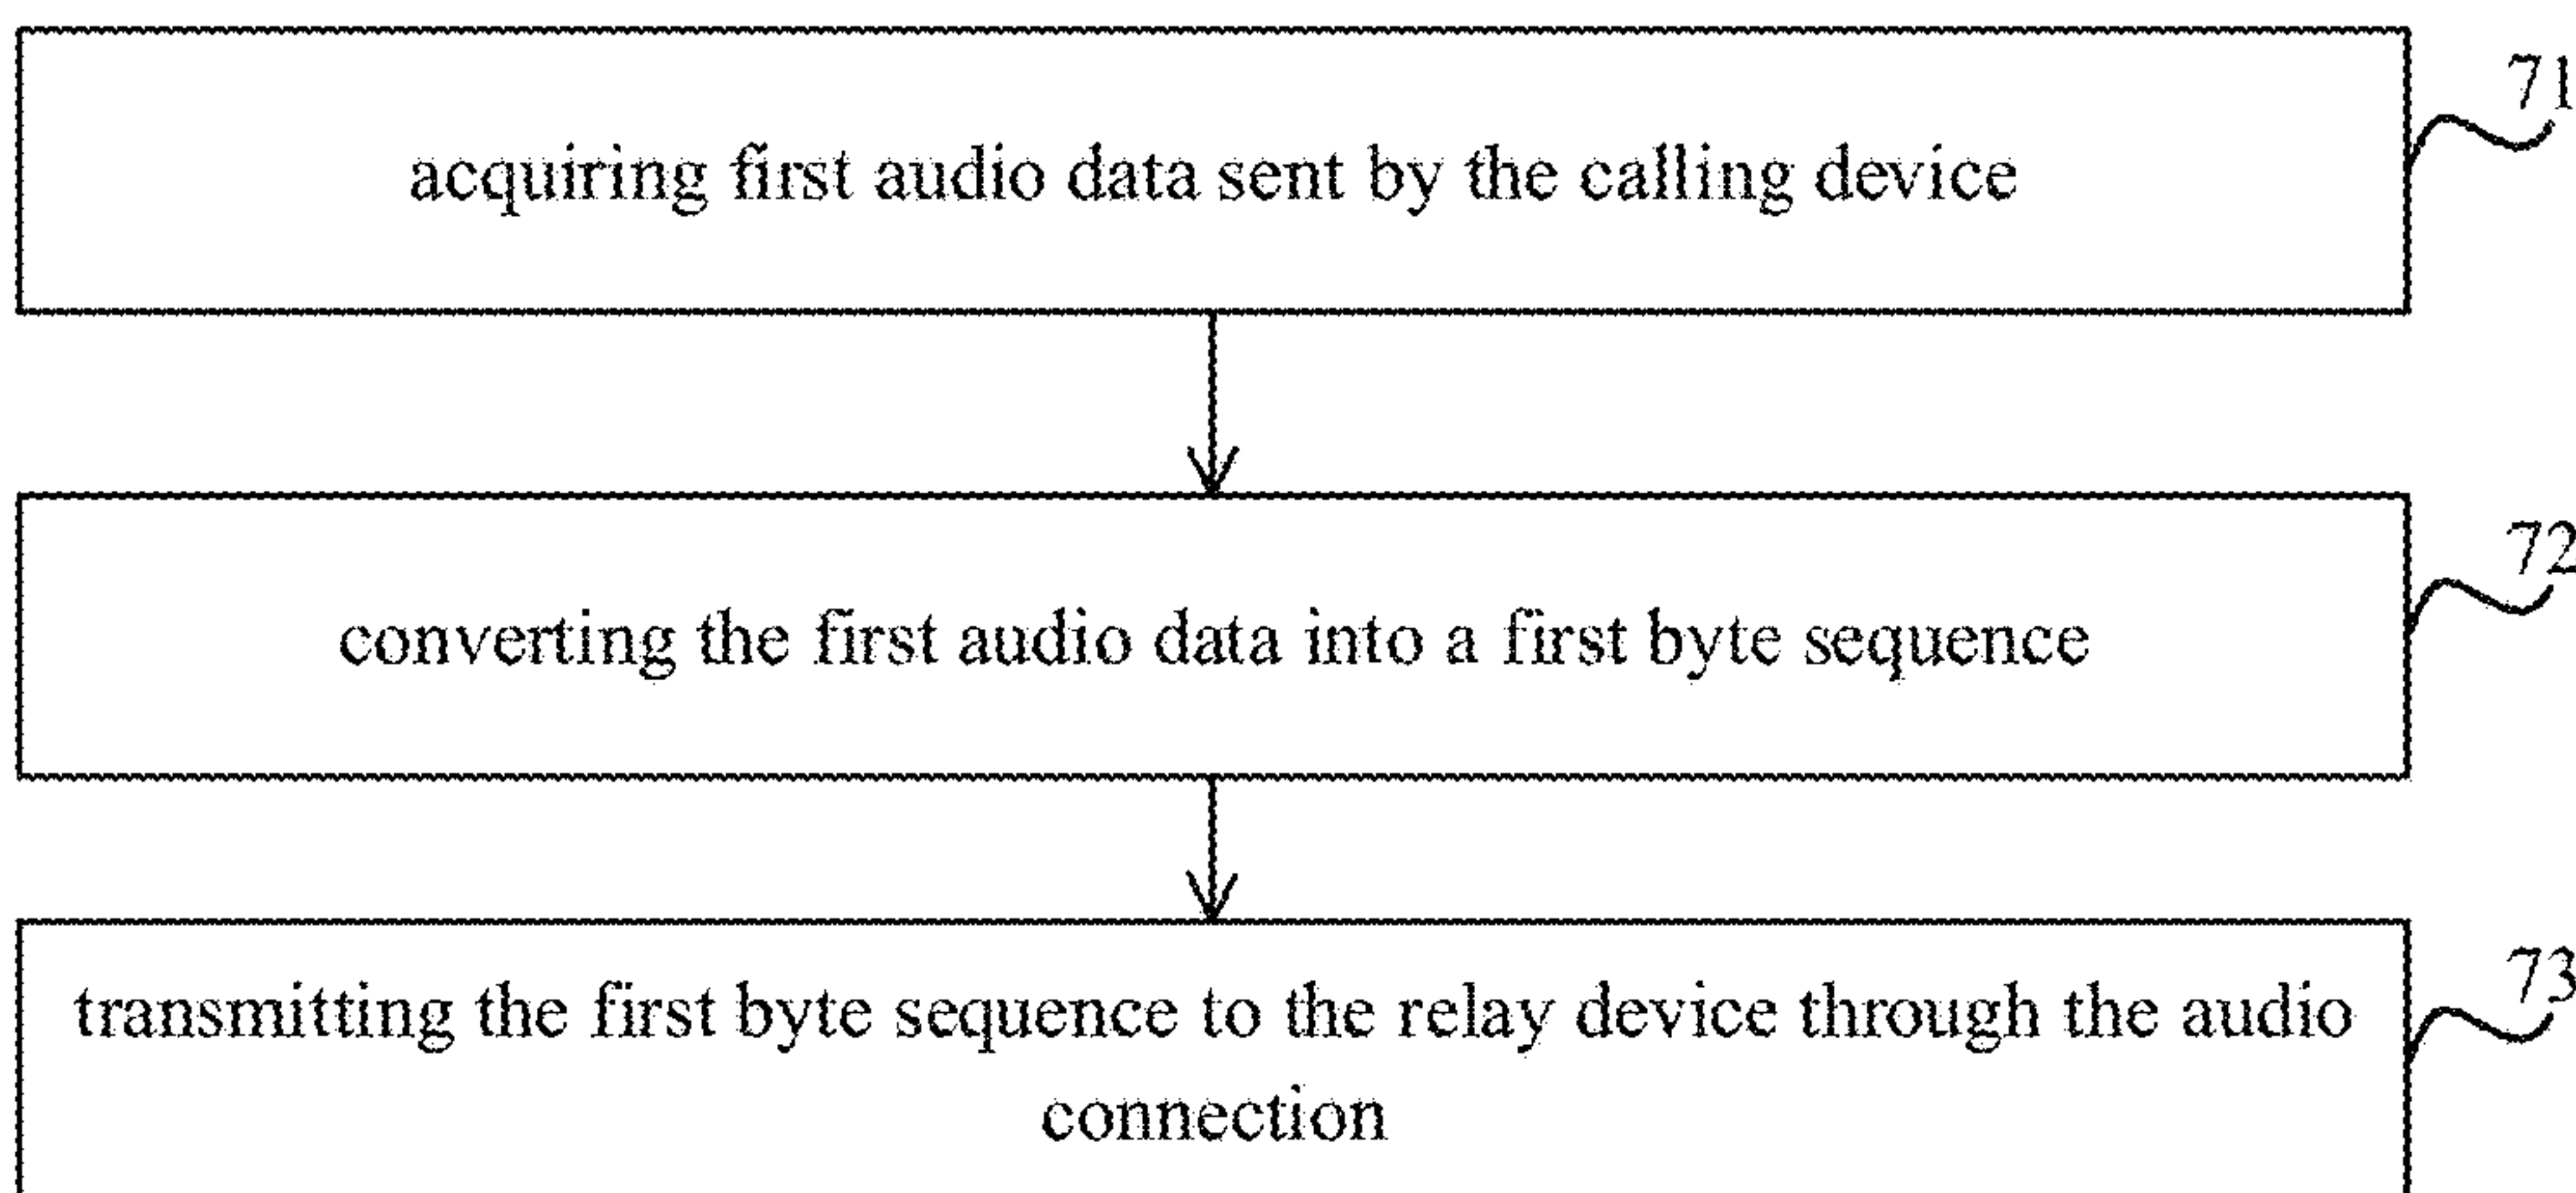 71
acquiring first audio data sent by the calling device
72
converting the first audio data into a first byte sequence
73
transmitting the first byte sequence to the relay device through the audio
connection